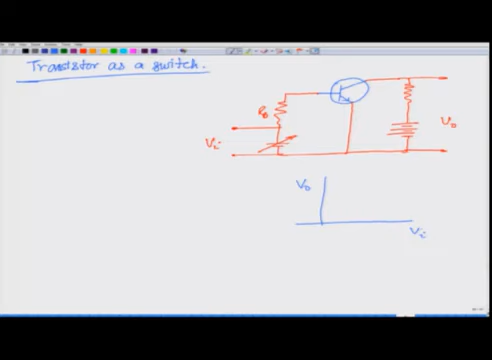 Transistor as a switch.
R_B
V_i
V_o
V_o
V_i